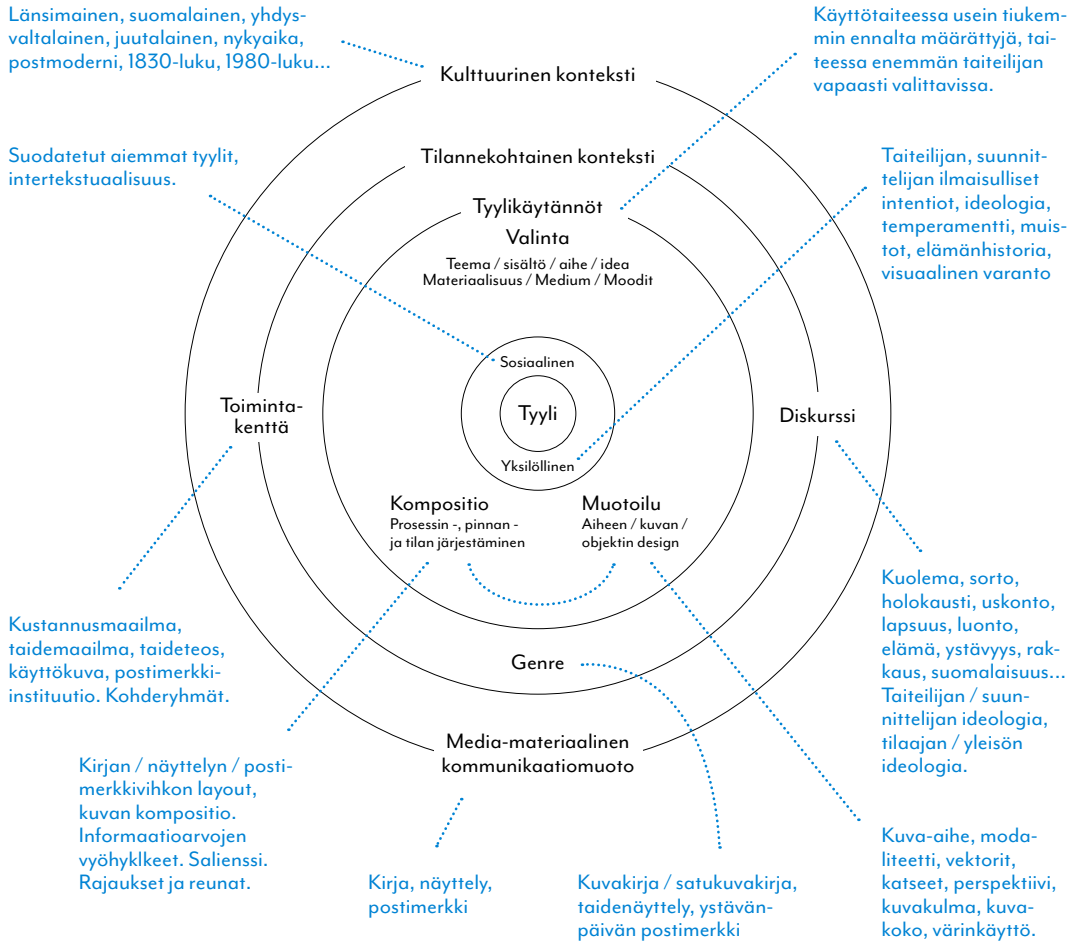 Länsimainen, suomalainen, yhdys-
valtalainen, juutalainen, nykyaika,
postmoderni, 1830-luku, 1980-luku...
Käyttötaiteessa usein tiukem-
min ennalta määrättyjä, tai-
teessa enemmän taiteilijan
vapaasti valittavissa.
Kulttuurinen konteksti
Suodatetut aiemmat tyylit,
intertekstuaalisuus.
Tilannekohtainen konteksti
Taiteilijan, suunnit-
telijan ilmaisulliset
intentiot, ideologia,
temperamentti, muis-
tot, elämänhistoria,
visuaalinen varanto
Tyylikäytännöt
Valinta
Teema / sisältö / aihe / idea
Materiaalisuus / Medium / Moodit
Sosiaalinen
Tyyli
Yksilöllinen
Toiminta-
kenttä
Diskurssi
Kompositio
Prosessin -, pinnan -
ja tilan järjestäminen
Muotoilu
Aiheen / kuvan /
objektin design
Kustannusmaailma,
taidemaailma, taideteos,
käyttökuva, postimerkki-
instituutio. Kohderyhmät.
Kuolema, sorto,
holokausti, uskonto,
lapsuus, luonto,
elämä, ystävyys, rak-
kaus, suomalaisuus...
Taiteilijan / suun-
nittelijan ideologia,
tilaajan / yleisön
ideologia.
Genre
Media-materiaalinen
kommunikaatiomuoto
Kirjan / näyttelyn / posti-
merkkivihkon layout,
kuvan kompositio.
Informaatioarvojen
vyöhyklkeet. Salienssi.
Rajaukset ja reunat.
Kirja, näyttely,
postimerkki
Kuvakirja / satukuvakirja,
taidenäyttely, ystävän-
päivän postimerkki
Kuva-aihe, moda-
liteetti, vektorit,
katseet, perspektiivi,
kuvakulma, kuva-
koko, värinkäyttö.